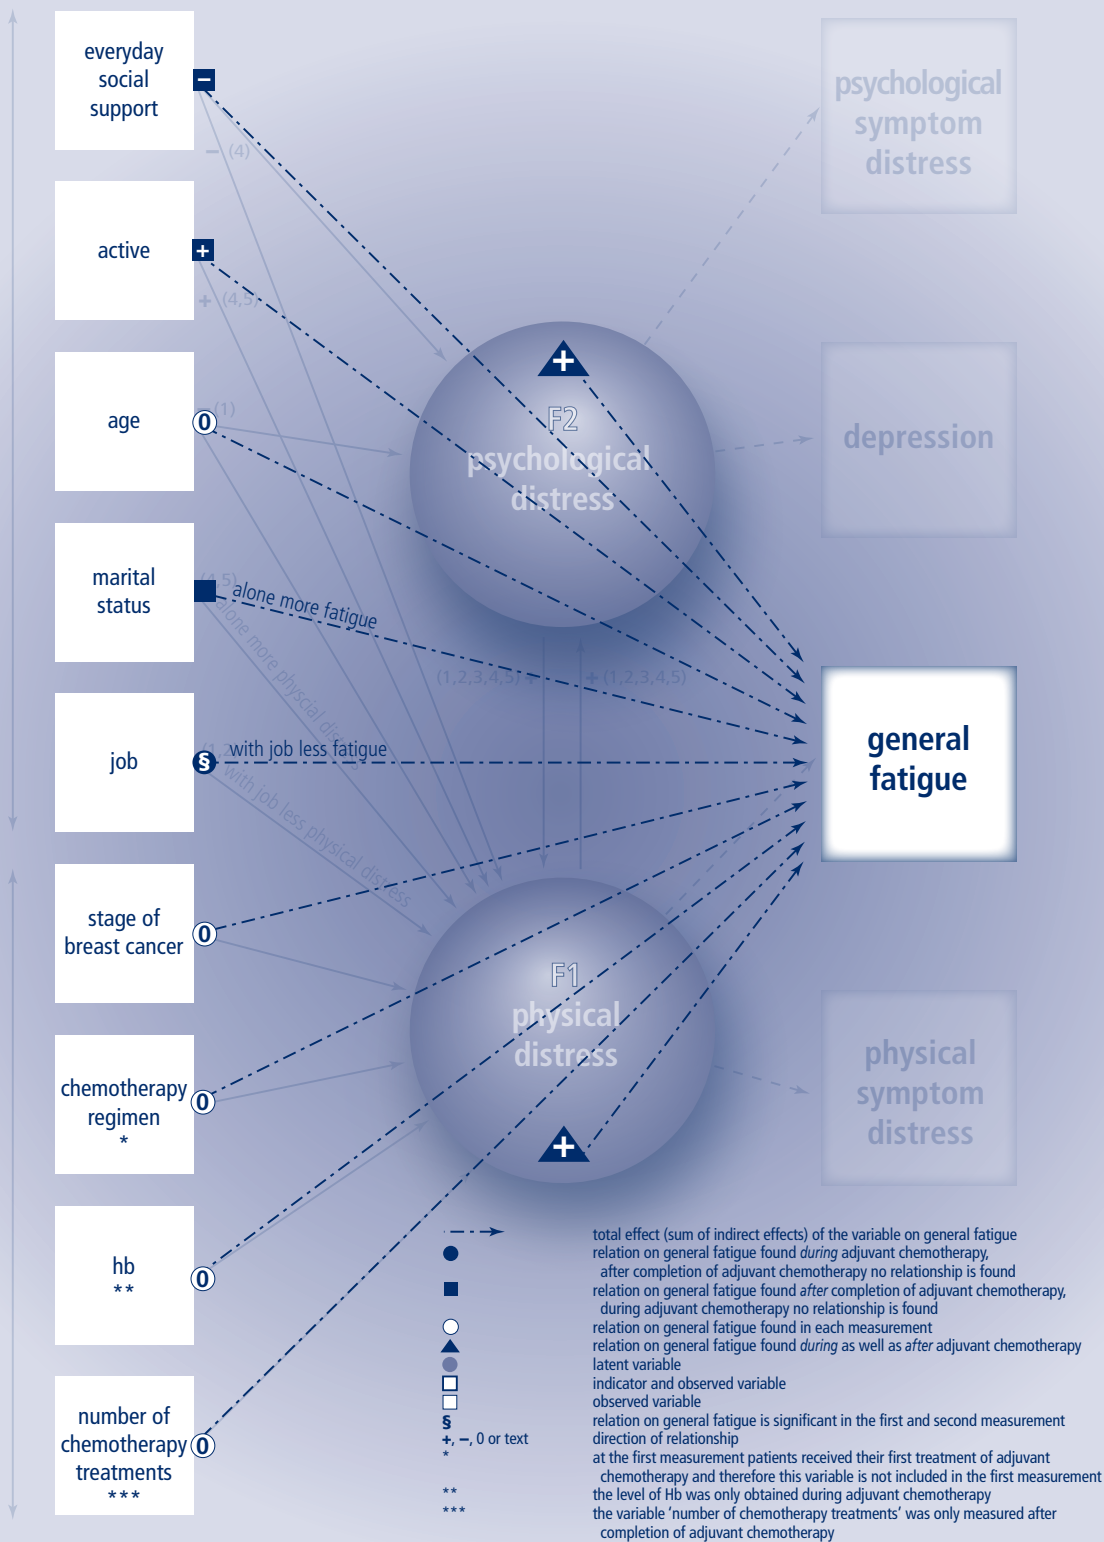 everyday
social
support
−
− (4)
active
+
+ (4,5)
age
0
(1)
marital
status
(4,5)
alone more fatigue
alone more physcial distress
job
§
(1,2)
with job less fatigue
with job less physical distress
stage of
breast cancer
0
chemotherapy
regimen
*
0
hb
**
0
number of
chemotherapy
treatments
***
0
+
F2
psychological
distress
(1,2,3,4,5) +
+ (1,2,3,4,5)
F1
physical
distress
+
psychological
symptom
distress
depression
general
fatigue
physical
symptom
distress
total effect (sum of indirect effects) of the variable on general fatigue
relation on general fatigue found during adjuvant chemotherapy,
after completion of adjuvant chemotherapy no relationship is found
relation on general fatigue found after completion of adjuvant chemotherapy,
during adjuvant chemotherapy no relationship is found
relation on general fatigue found in each measurement
relation on general fatigue found during as well as after adjuvant chemotherapy
latent variable
indicator and observed variable
observed variable
§ relation on general fatigue is significant in the first and second measurement
+, −, 0 or text direction of relationship
* at the first measurement patients received their first treatment of adjuvant
chemotherapy and therefore this variable is not included in the first measurement
** the level of Hb was only obtained during adjuvant chemotherapy
*** the variable ‘number of chemotherapy treatments’ was only measured after
completion of adjuvant chemotherapy